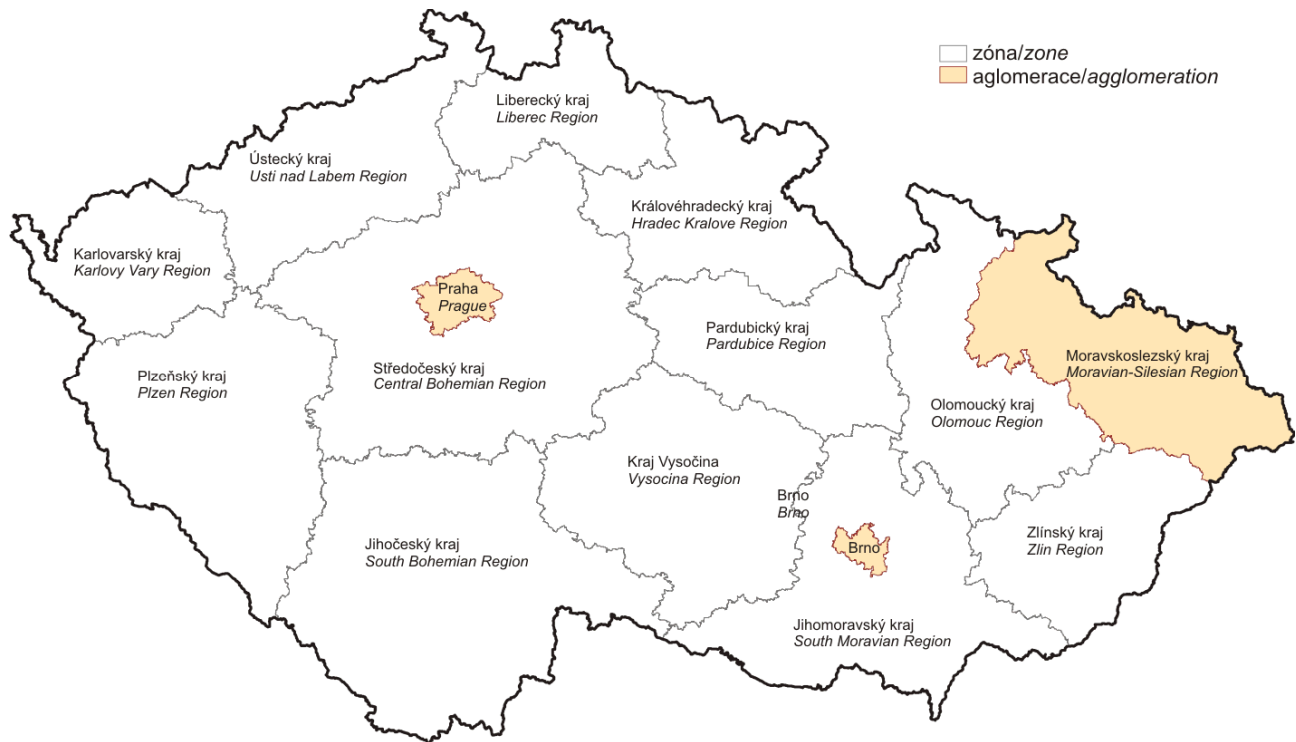 zóna/zone
aglomerace/agglomeration
Liberecký kraj
Liberec Region
Ústecký kraj
Usti nad Labem Region
Královéhradecký kraj
Hradec Kralove Region
Karlovarský kraj
Karlovy Vary Region
Praha
Prague
Pardubický kraj
Pardubice Region
Moravskoslezský kraj
Moravian-Silesian Region
Plzeňský kraj
Plzen Region
Středočeský kraj
Central Bohemian Region
Olomoucký kraj
Olomouc Region
Kraj Vysočina
Vysocina Region
Brno
Brno
Brno
Zlínský kraj
Zlin Region
Jihočeský kraj
South Bohemian Region
Jihomoravský kraj
South Moravian Region